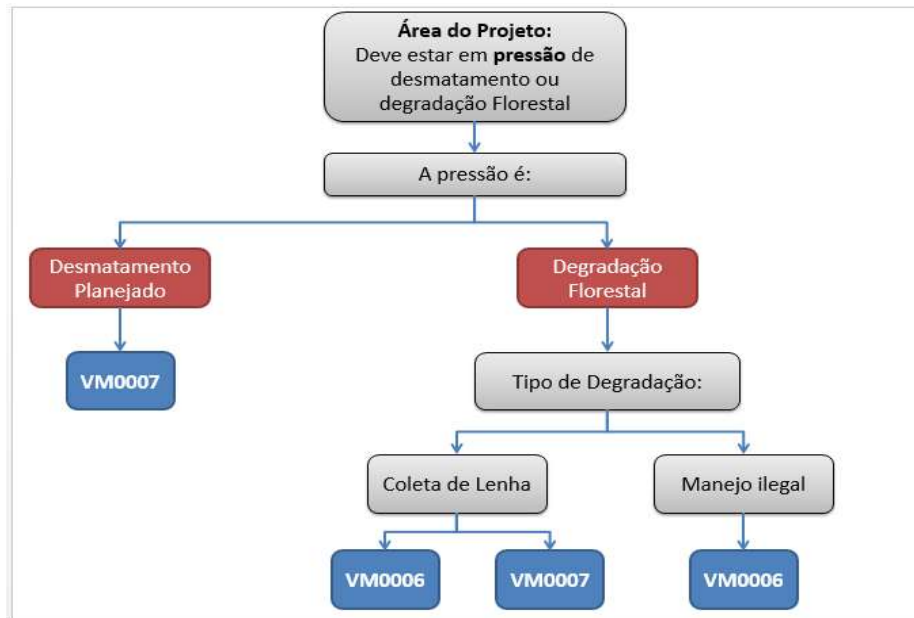 Área do Projeto:
Deve estar em pressão de
desmatamento ou
degradação Florestal
A pressão é:
Desmatamento
Planejado
Degradação
Florestal
VM0007
Tipo de Degradação:
Coleta de Lenha
Manejo ilegal
VM0006
VM0007
VM0006